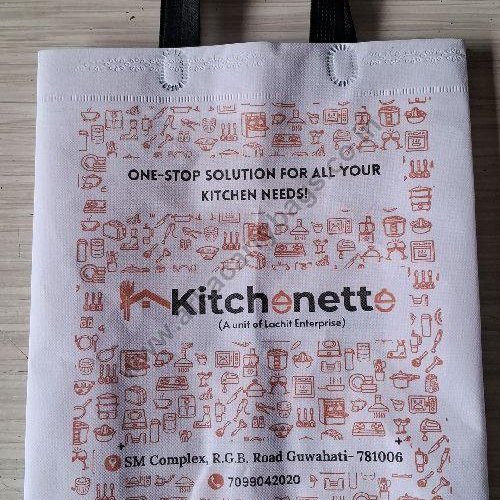 ONE-STOP SOLUTION FOR ALL YOUR
KITCHEN NEEDS!
Kitchenette
(A unit of Lachit Enterprise)
SM Complex, R.G.B. Road Guwahati- 781006
7099042020